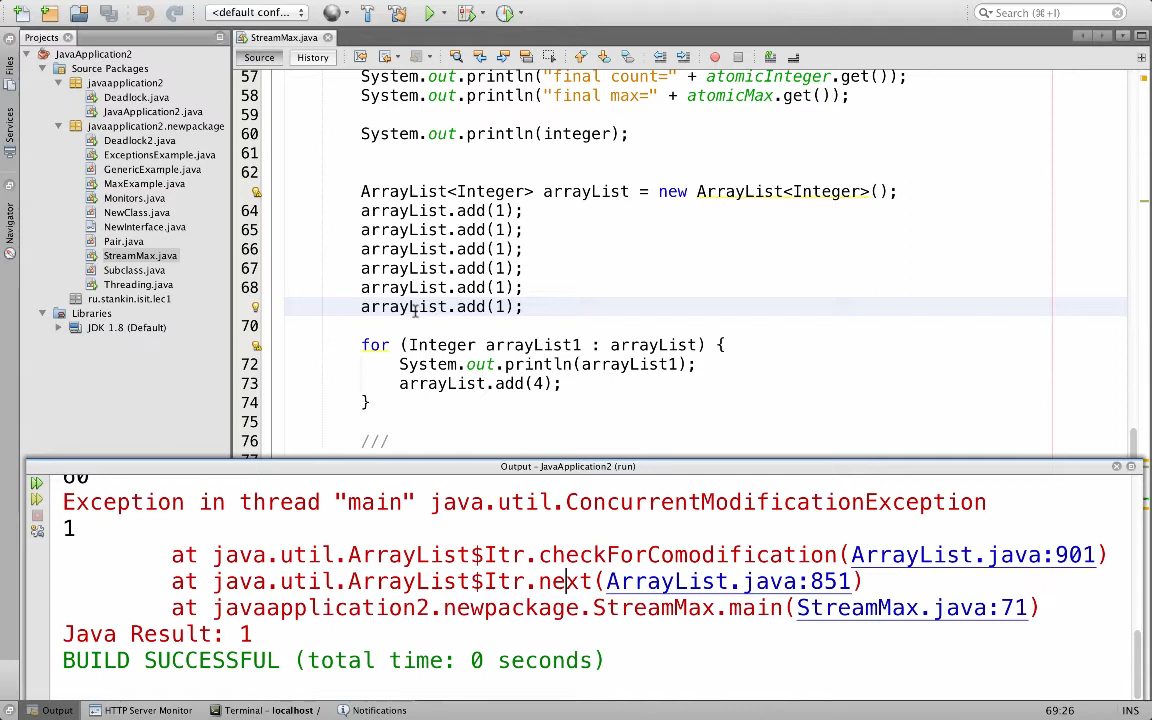 <default conf...
Search (⌘+I)
Projects
StreamMax.java
Source
History
Files
Services
Navigator
JavaApplication2
Source Packages
javaapplication2
Deadlock.java
JavaApplication2.java
javaapplication2.newpackage
Deadlock2.java
ExceptionsExample.java
GenericExample.java
MaxExample.java
Monitors.java
NewClass.java
NewInterface.java
Pair.java
StreamMax.java
Subclass.java
Threading.java
ru.stankin.isit.lec1
Libraries
JDK 1.8 (Default)
57 System.out.println("final count=" + atomicInteger.get());
58 System.out.println("final max=" + atomicMax.get());
59
60 System.out.println(integer);
61
62
ArrayList<Integer> arrayList = new ArrayList<Integer>();
64 arrayList.add(1);
65 arrayList.add(1);
66 arrayList.add(1);
67 arrayList.add(1);
68 arrayList.add(1);
arrayList.add(1);
70
for (Integer arrayList1 : arrayList) {
72 System.out.println(arrayList1);
73 arrayList.add(4);
74 }
75
76 ///
Output - JavaApplication2 (run)
60
Exception in thread "main" java.util.ConcurrentModificationException
1
at java.util.ArrayList$Itr.checkForComodification(ArrayList.java:901)
at java.util.ArrayList$Itr.next(ArrayList.java:851)
at javaapplication2.newpackage.StreamMax.main(StreamMax.java:71)
Java Result: 1
BUILD SUCCESSFUL (total time: 0 seconds)
Output
HTTP Server Monitor
Terminal - localhost /
Notifications
69:26
INS